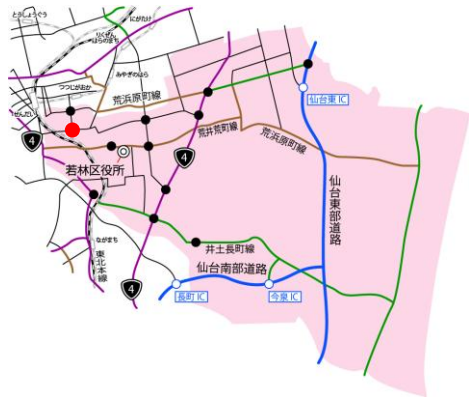 とうしょうぐう
にがたけ
りくぜん
はらのまち
みやぎのはら
つつじがおか
荒浜原町線
せんだい
仙台東IC
4
荒井荒町線
荒浜原町線
4
若林区役所
仙台東部道路
井土長町線
ながまち
仙台南部道路
東北本線
4
長町IC
今泉IC